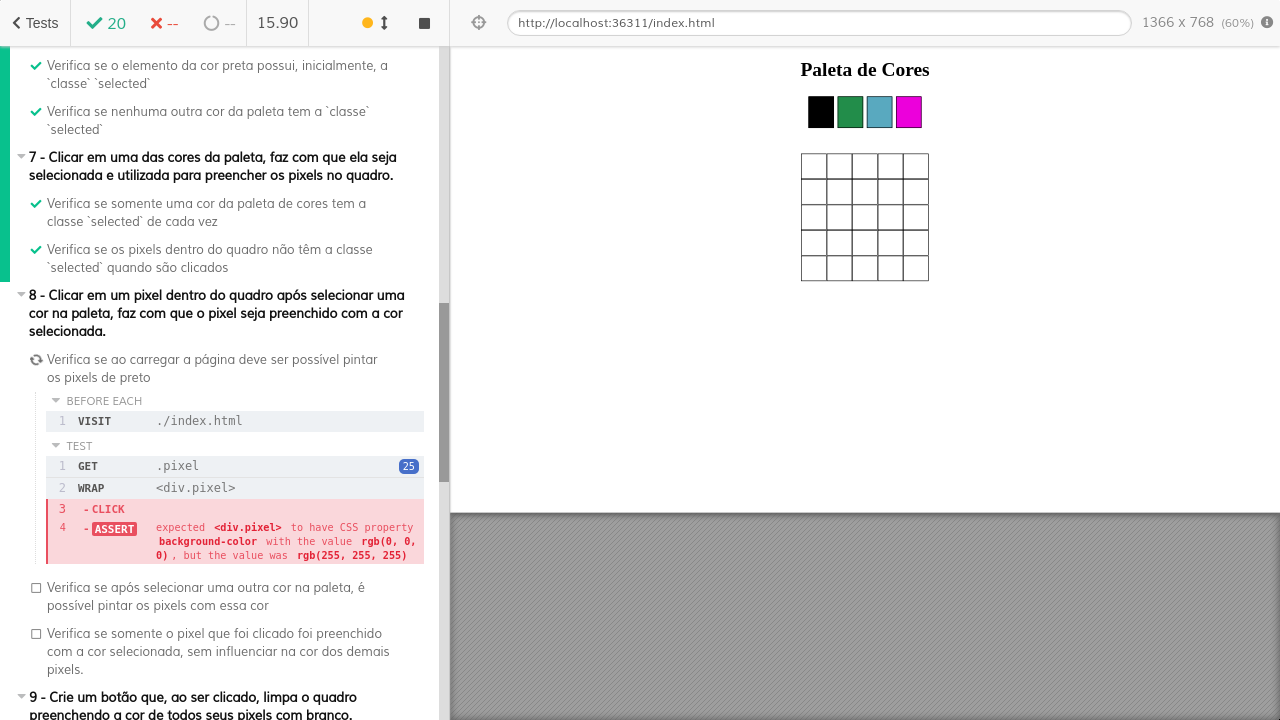 Tests
20
--
--
15.90
http://localhost:36311/index.html
1366 x 768 (60%)
Verifica se o elemento da cor preta possui, inicialmente, a
`classe` `selected`
Verifica se nenhuma outra cor da paleta tem a `classe`
`selected`
7 - Clicar em uma das cores da paleta, faz com que ela seja
selecionada e utilizada para preencher os pixels no quadro.
Verifica se somente uma cor da paleta de cores tem a
classe `selected` de cada vez
Verifica se os pixels dentro do quadro não têm a classe
`selected` quando são clicados
8 - Clicar em um pixel dentro do quadro após selecionar uma
cor na paleta, faz com que o pixel seja preenchido com a cor
selecionada.
Verifica se ao carregar a página deve ser possível pintar
os pixels de preto
BEFORE EACH
1 VISIT ./index.html
TEST
1 GET .pixel 25
2 WRAP <div.pixel>
3 - CLICK
4 - ASSERT expected <div.pixel> to have CSS property
background-color with the value rgb(0, 0,
0) , but the value was rgb(255, 255, 255)
Verifica se após selecionar uma outra cor na paleta, é
possível pintar os pixels com essa cor
Verifica se somente o pixel que foi clicado foi preenchido
com a cor selecionada, sem influenciar na cor dos demais
pixels.
9 - Crie um botão que, ao ser clicado, limpa o quadro
preenchendo a cor de todos seus pixels com branco.
Paleta de Cores